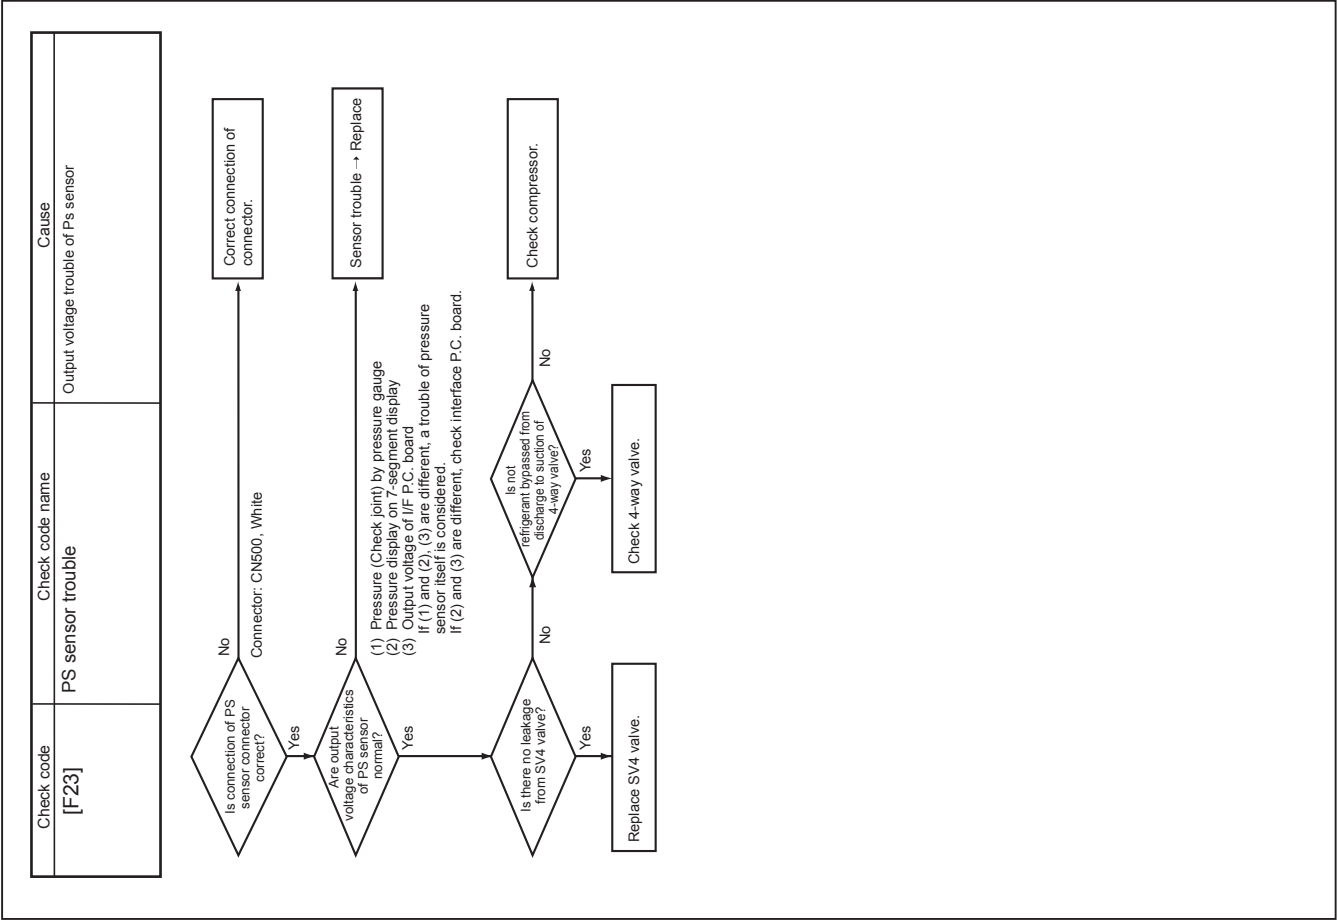 Check code
Check code name
Cause
[F23]
PS sensor trouble
Output voltage trouble of Ps sensor
Is connection of PS
sensor connector
correct?
No
Connector: CN500, White
Correct connection of
connector.
Yes
Are output
voltage characteristics
of PS sensor
normal?
No
Sensor trouble → Replace
(1) Pressure (Check joint) by pressure gauge
(2) Pressure display on 7-segment display
(3) Output voltage of I/F P.C. board
If (1) and (2), (3) are different, a trouble of pressure
sensor itself is considered.
If (2) and (3) are different, check interface P.C. board.
Yes
Is there no leakage
from SV4 valve?
No
Is not
refrigerant bypassed from
discharge to suction of
4-way valve?
No
Check compressor.
Yes
Replace SV4 valve.
Yes
Check 4-way valve.